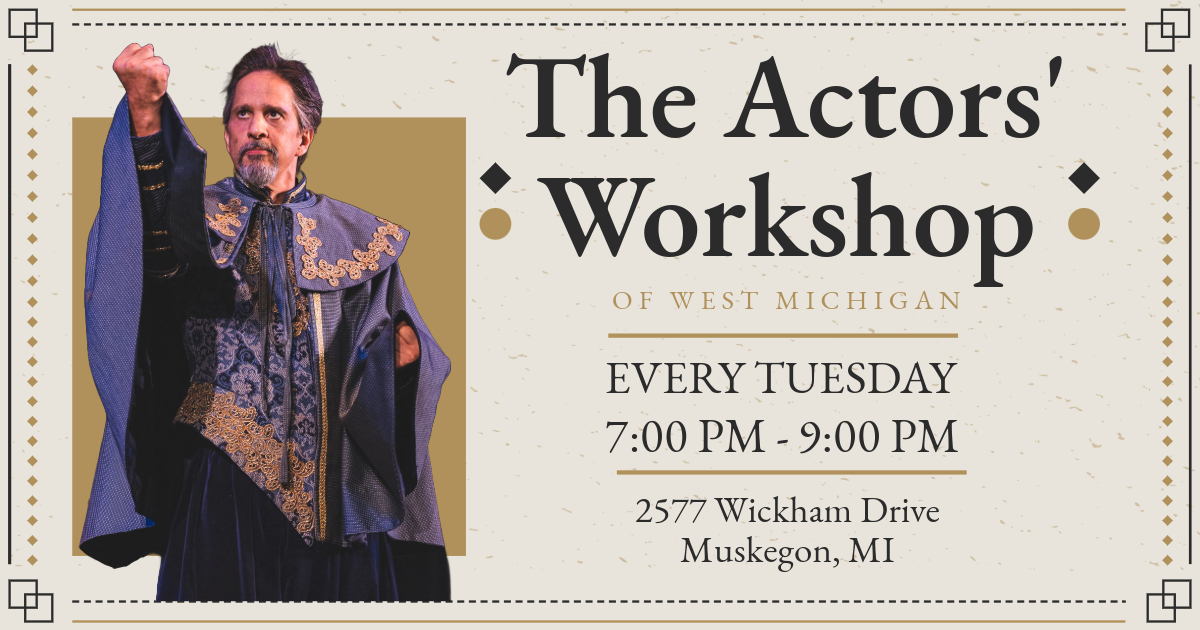 The Actors'
Workshop
OF WEST MICHIGAN
EVERY TUESDAY
7:00 PM - 9:00 PM
2577 Wickham Drive
Muskegon, MI